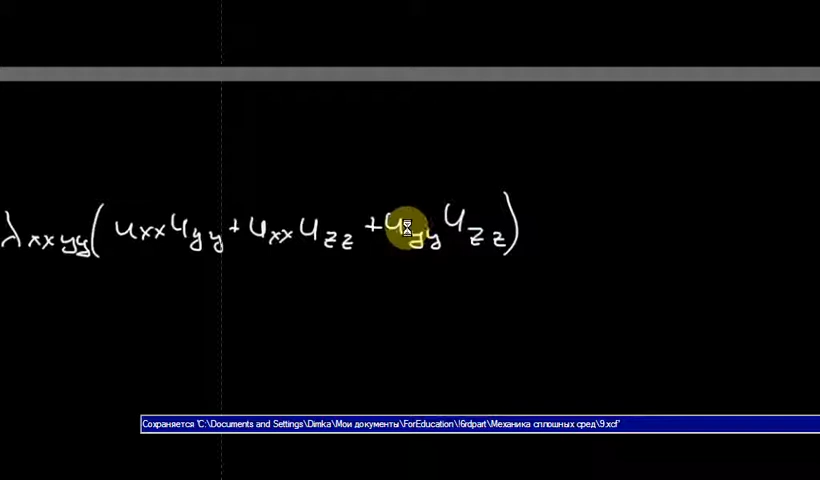 λxxyy(uxxuyy+uxxuzz+uyyuzz)
Сохраняется "C:\Documents and Settings\Dimka\Мои документы\ForEducation\!6rdpart\Механика сплошных сред\9.xcf"